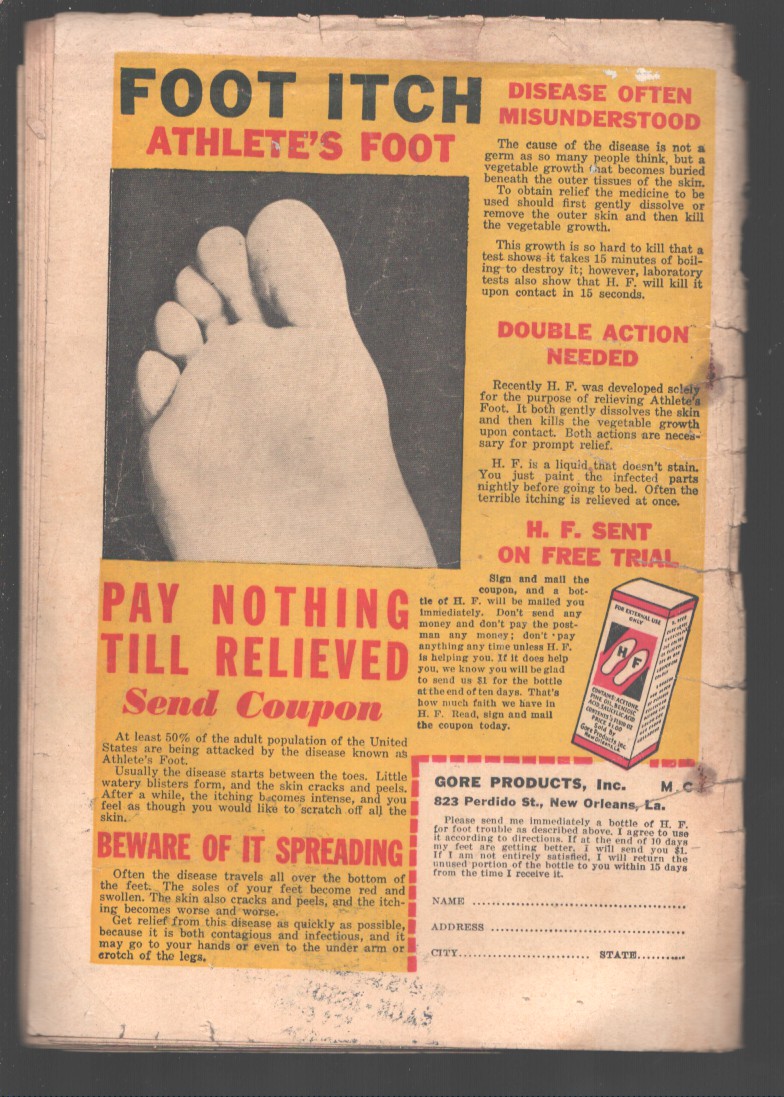 FOOT ITCH
ATHLETE'S FOOT
DISEASE OFTEN
MISUNDERSTOOD
The cause of the disease is not a
germ as so many people think, but a
vegetable growth that becomes buried
beneath the outer tissues of the skin.
To obtain relief the medicine to be
used should first gently dissolve or
remove the outer skin and then kill
the vegetable growth.
This growth is so hard to kill that a
test shows it takes 15 minutes of boil-
ing to destroy it; however, laboratory
tests also show that H. F. will kill it
upon contact in 15 seconds.
DOUBLE ACTION
NEEDED
Recently H. F. was developed solely
for the purpose of relieving Athlete's
Foot. It both gently dissolves the skin
and then kills the vegetable growth
upon contact. Both actions are neces-
sary for prompt relief.
H. F. is a liquid that doesn't stain.
You just paint the infected parts
nightly before going to bed. Often the
terrible itching is relieved at once.
H. F. SENT
ON FREE TRIAL
Sign and mail the
coupon, and a bot-
tle of H. F. will be mailed you
immediately. Don't send any
money and don't pay the post-
man any money; don't pay
anything any time unless H. F.
is helping you. If it does help
you, we know you will be glad
to send us $1 for the bottle
at the end of ten days. That's
how much faith we have in
H. F. Read, sign and mail
the coupon today.
FOR EXTERNAL USE
ONLY
H F
CONTAINS: ACETONE,
PINE OIL, BENZOIC
ACID, SALICYLIC ACID
CONTENTS 1 FLUID OZ
PRICE $1.00
Sold by
Gore Products Inc.
New Orleans, LA.
PAY NOTHING
TILL RELIEVED
Send Coupon
At least 50% of the adult population of the United
States are being attacked by the disease known as
Athlete's Foot.
Usually the disease starts between the toes. Little
watery blisters form, and the skin cracks and peels.
After a while, the itching becomes intense, and you
feel as though you would like to scratch off all the
skin.
BEWARE OF IT SPREADING
Often the disease travels all over the bottom of
the feet. The soles of your feet become red and
swollen. The skin also cracks and peels, and the itch-
ing becomes worse and worse.
Get relief from this disease as quickly as possible,
because it is both contagious and infectious, and it
may go to your hands or even to the under arm or
crotch of the legs.
GORE PRODUCTS, Inc. M C
823 Perdido St., New Orleans, La.
Please send me immediately a bottle of H. F.
for foot trouble as described above. I agree to use
it according to directions. If at the end of 10 days
my feet are getting better, I will send you $1.
If I am not entirely satisfied, I will return the
unused portion of the bottle to you within 15 days
from the time I receive it.
NAME
ADDRESS
CITY STATE